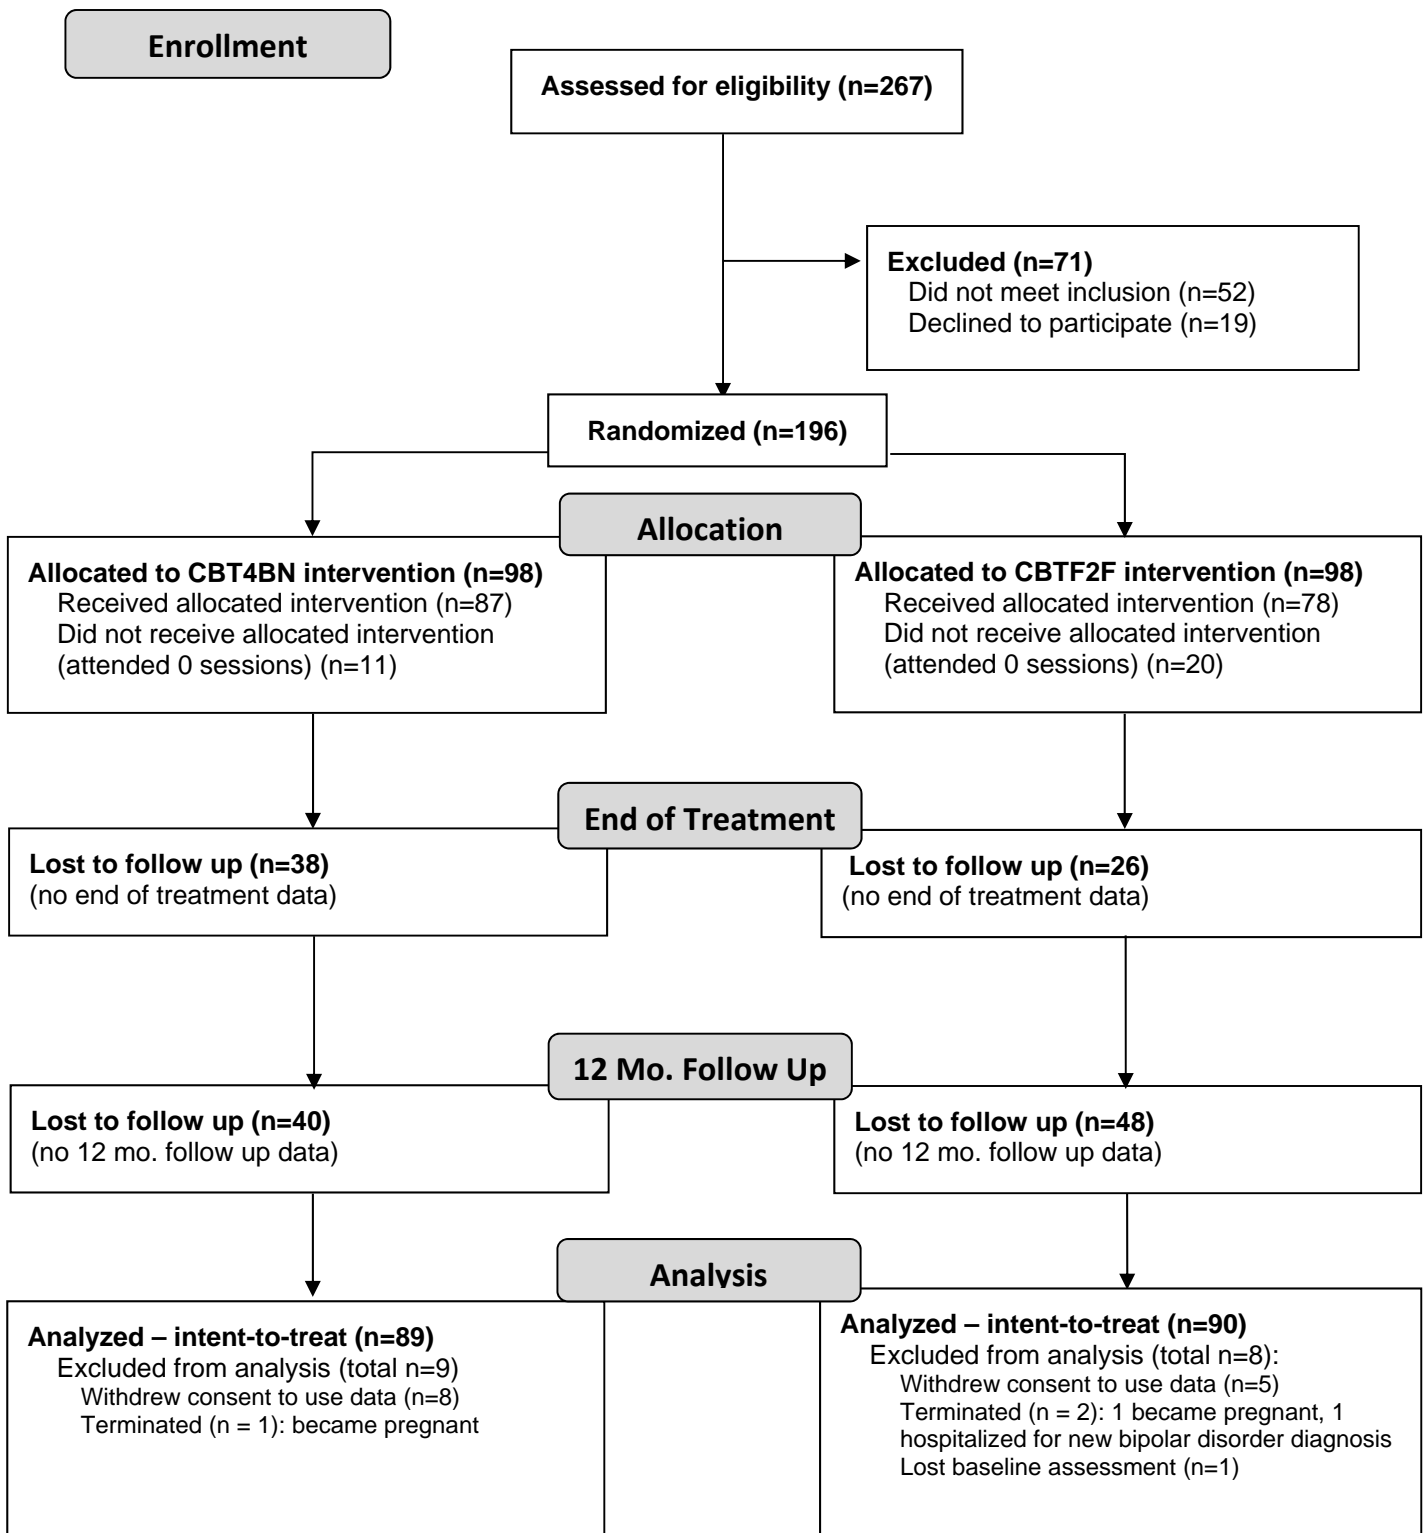 Enrollment
Assessed for eligibility (n=267)
Excluded (n=71)
Did not meet inclusion (n=52)
Declined to participate (n=19)
Randomized (n=196)
Allocation
Allocated to CBT4BN intervention (n=98)
Received allocated intervention (n=87)
Did not receive allocated intervention
(attended 0 sessions) (n=11)
Allocated to CBTF2F intervention (n=98)
Received allocated intervention (n=78)
Did not receive allocated intervention
(attended 0 sessions) (n=20)
End of Treatment
Lost to follow up (n=38)
(no end of treatment data)
Lost to follow up (n=26)
(no end of treatment data)
12 Mo. Follow Up
Lost to follow up (n=40)
(no 12 mo. follow up data)
Lost to follow up (n=48)
(no 12 mo. follow up data)
Analysis
Analyzed – intent-to-treat (n=89)
Excluded from analysis (total n=9)
Withdrew consent to use data (n=8)
Terminated (n = 1): became pregnant
Analyzed – intent-to-treat (n=90)
Excluded from analysis (total n=8):
Withdrew consent to use data (n=5)
Terminated (n = 2): 1 became pregnant, 1
hospitalized for new bipolar disorder diagnosis
Lost baseline assessment (n=1)